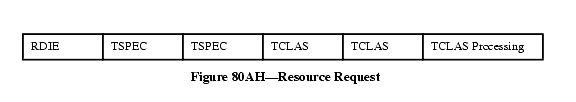 RDIE TSPEC TSPEC TCLAS TCLAS TCLAS Processing
Figure 80AH—Resource Request